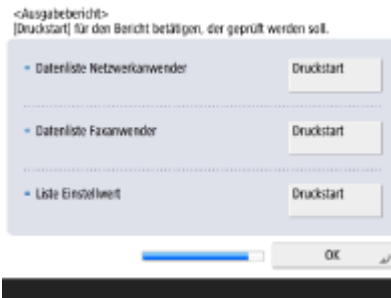 <Ausgabebericht>
[Druckstart] für den Bericht betätigen, der geprüft werden soll.
Datenliste Netzwerkanwender Druckstart
Datenliste Faxanwender Druckstart
Liste Einstellwert Druckstart
OK